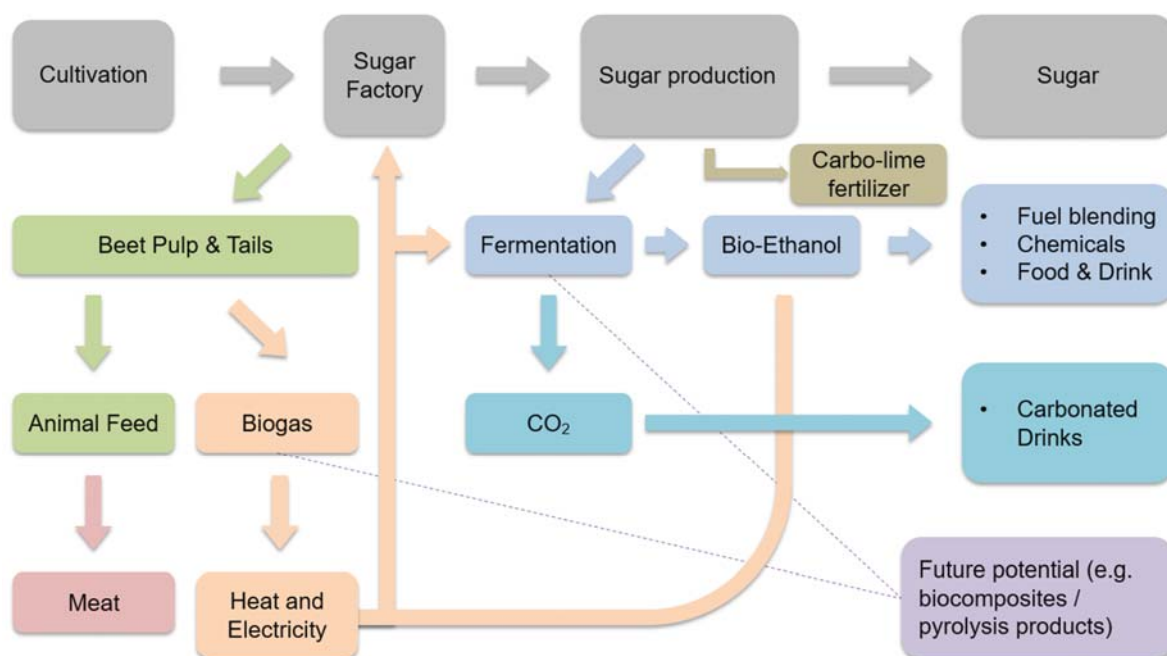 Cultivation
Sugar
Factory
Sugar production
Sugar
Carbo-lime
fertilizer
Beet Pulp & Tails
Fermentation
Bio-Ethanol
• Fuel blending
• Chemicals
• Food & Drink
Animal Feed
Biogas
CO₂
• Carbonated
Drinks
Meat
Heat and
Electricity
Future potential (e.g.
biocomposites /
pyrolysis products)